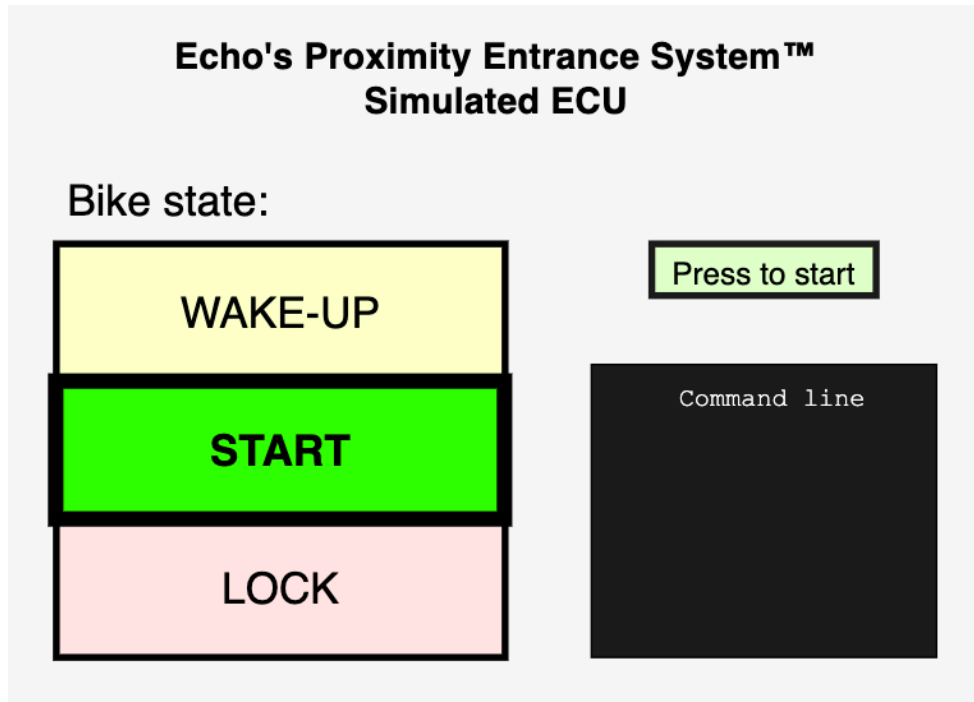 Echo's Proximity Entrance System™
Simulated ECU
Bike state:
WAKE-UP
START
LOCK
Press to start
Command line